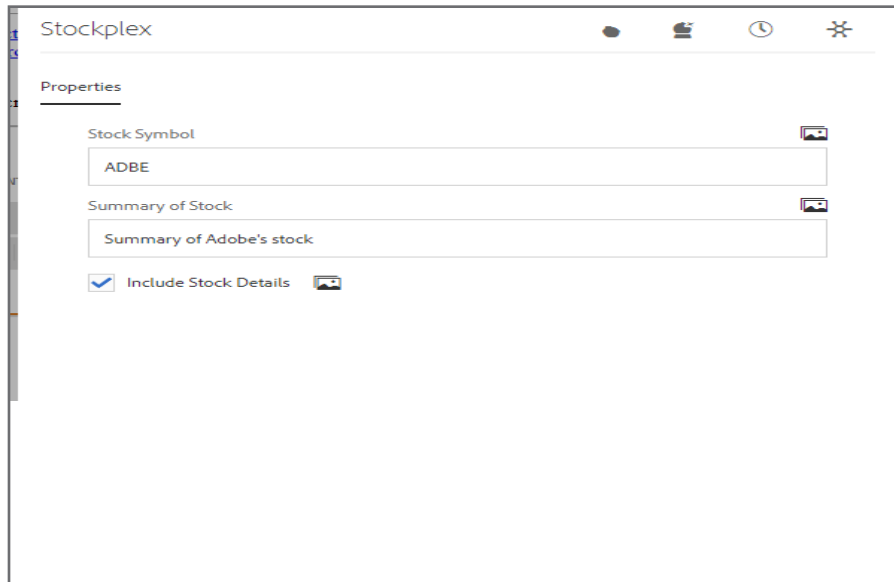 Stockplex
Properties
Stock Symbol
ADBE
Summary of Stock
Summary of Adobe's stock
Include Stock Details